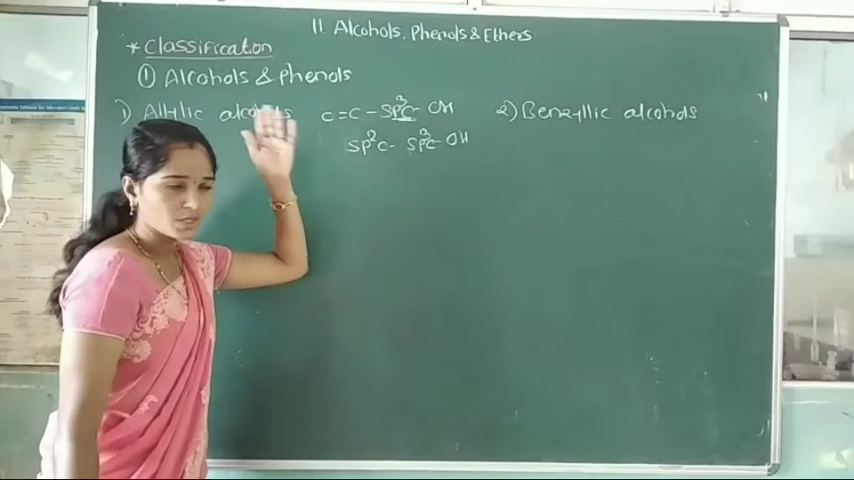 11. Alcohols, Phenols & Ethers
* Classification
① Alcohols & Phenols
1) Allylic alcohols C=C-SP³C-OH 2) Benzyllic alcohols
SP²C-SP³C-OH